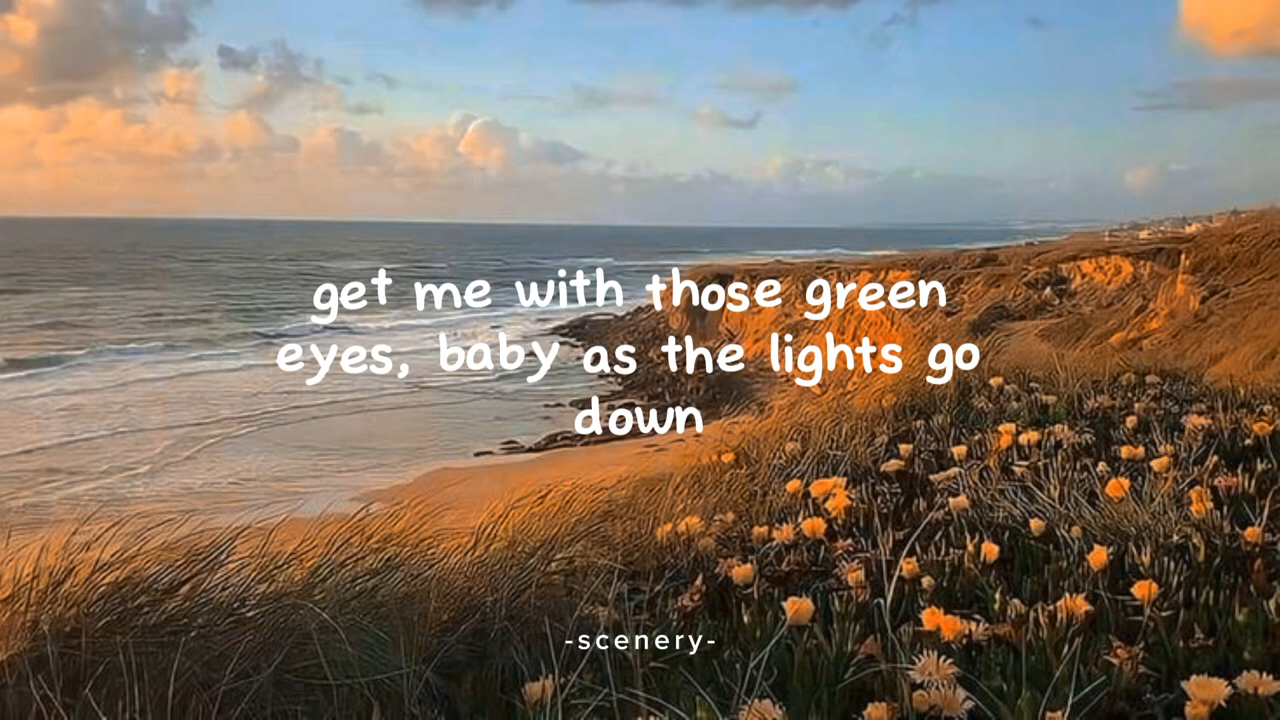 get me with those green
eyes, baby as the lights go
down
-scenery-